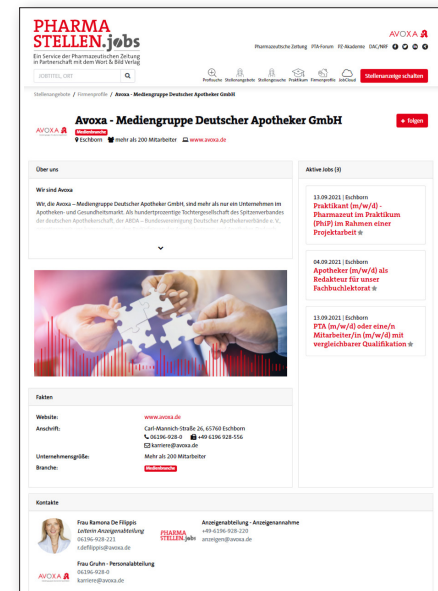 PHARMA
STELLEN.jobs
Ein Service der Pharmazeutischen Zeitung
in Partnerschaft mit dem Wort & Bild Verlag
AVOXA
Pharmazeutische Zeitung PTA-Forum PZ-Akademie DAC/NRF
JOBTITEL, ORT
Profisuche Stellenangebote Stellengesuche Praktikum Firmenprofile JobCloud Stellenanzeige schalten
Stellenangebote / Firmenprofile / Avoxa - Mediengruppe Deutscher Apotheker GmbH
AVOXA
Avoxa - Mediengruppe Deutscher Apotheker GmbH
+ folgen
Medienbranche
Eschborn mehr als 200 Mitarbeiter www.avoxa.de
Über uns
Wir sind Avoxa
Wir, die Avoxa – Mediengruppe Deutscher Apotheker GmbH, sind mehr als nur ein Unternehmen im
Apotheken- und Gesundheitsmarkt. Als hundertprozentige Tochtergesellschaft des Spitzenverbandes
der deutschen Apothekerschaft, der ABDA – Bundesvereinigung Deutscher Apothekerverbände e. V.,
Aktive Jobs (3)
13.09.2021 | Eschborn
Praktikant (m/w/d) -
Pharmazeut im Praktikum
(PhiP) im Rahmen einer
Projektarbeit
04.09.2021 | Eschborn
Apotheker (m/w/d) als
Redakteur für unser
Fachbuchlektorat
13.09.2021 | Eschborn
PTA (m/w/d) oder eine/n
Mitarbeiter/in (m/w/d) mit
vergleichbarer Qualifikation
Fakten
Website: www.avoxa.de
Anschrift: Carl-Mannich-Straße 26, 65760 Eschborn
06196-928-0 +49 6196 928-556
karriere@avoxa.de
Unternehmensgröße: Mehr als 200 Mitarbeiter
Branche: Medienbranche
Kontakte
Frau Ramona De Filippis
Leiterin Anzeigenabteilung
06196-928-221
r.defilippis@avoxa.de
PHARMA
STELLEN.jobs
Anzeigenabteilung - Anzeigenannahme
+49-6196-928-220
anzeigen@avoxa.de
AVOXA
Frau Gruhn - Personalabteilung
06196-928-0
karriere@avoxa.de